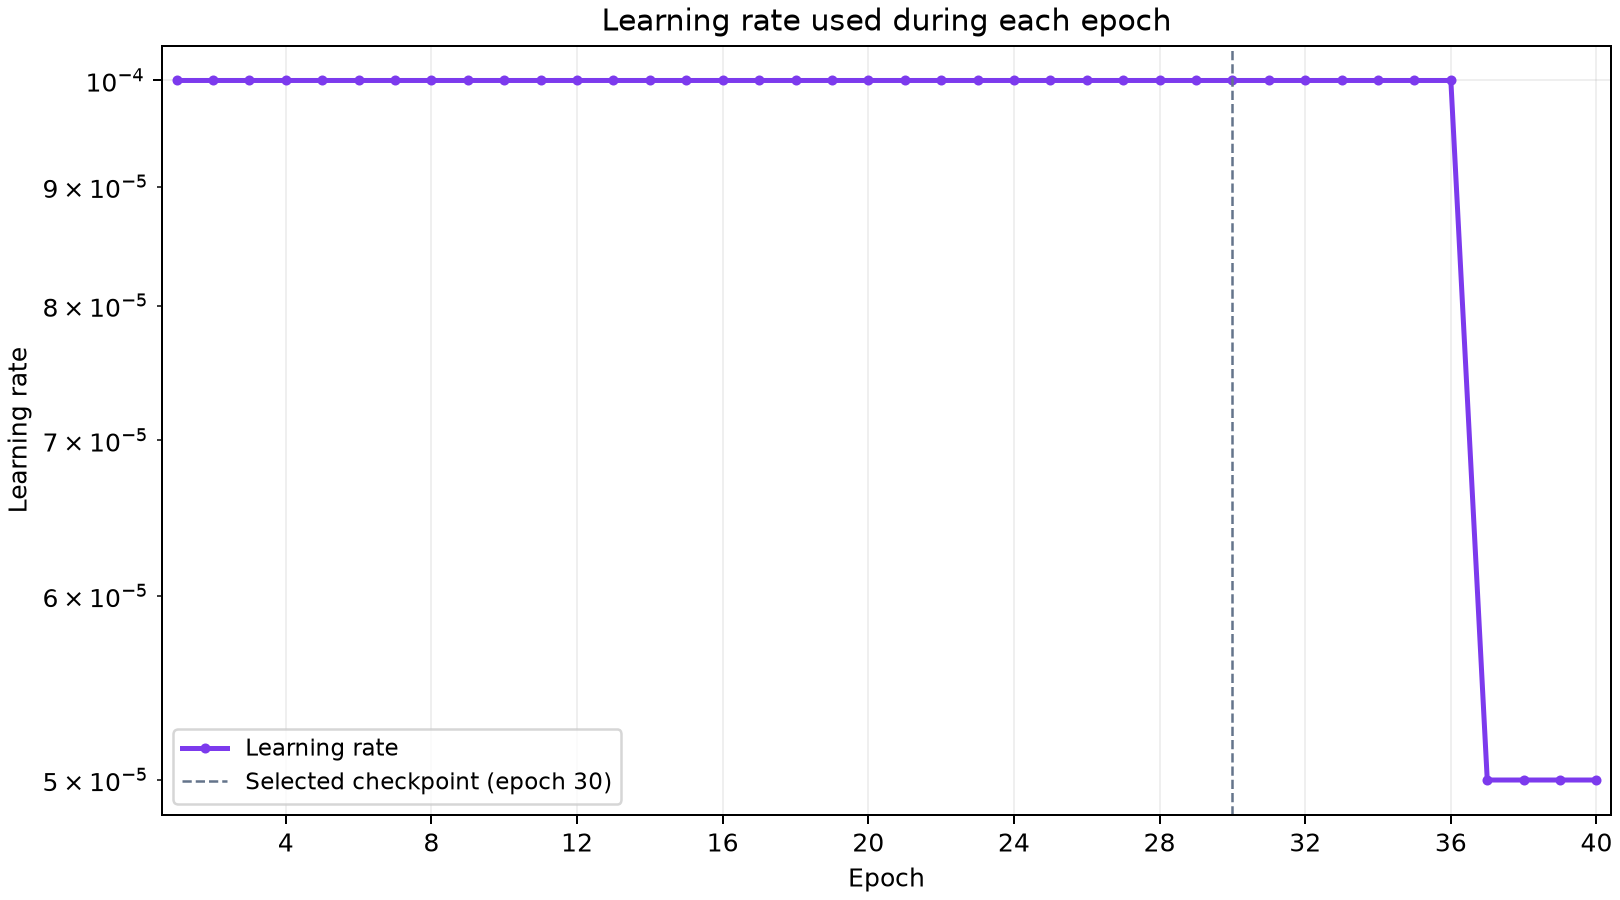 Learning rate used during each epoch
10⁻⁴
9 × 10⁻⁵
8 × 10⁻⁵
7 × 10⁻⁵
6 × 10⁻⁵
5 × 10⁻⁵
Learning rate
Learning rate
Selected checkpoint (epoch 30)
4 8 12 16 20 24 28 32 36 40
Epoch